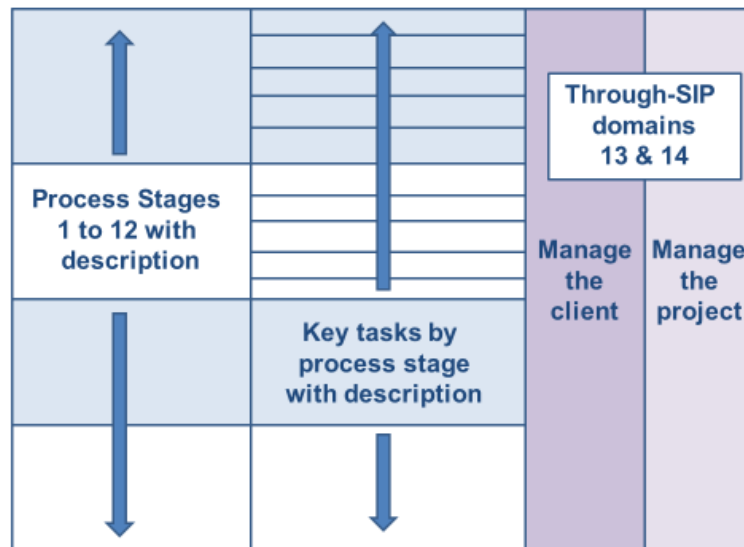 Through-SIP
domains
13 & 14
Process Stages
1 to 12 with
description
Manage
the
client
Manage
the
project
Key tasks by
process stage
with description